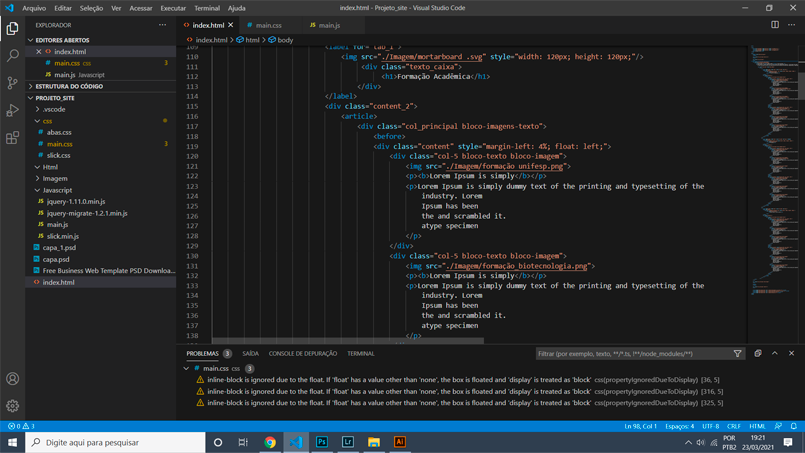 Arquivo Editar Seleção Ver Acessar Executar Terminal Ajuda index.html - Projeto_site - Visual Studio Code
EXPLORADOR ··· index.html main.css main.js
index.html > html > body
EDITORES ABERTOS
index.html
main.css css 3
main.js Javascript
ESTRUTURA DO CÓDIGO
PROJETO_SITE
.vscode
css
abas.css
main.css 3
slick.css
Html
Imagem
Javascript
jquery-1.11.0.min.js
jquery-migrate-1.2.1.min.js
main.js
slick.min.js
capa_1.psd
capa.psd
Free Business Web Template PSD Downloa...
index.html
109 <label for="tab_1">
110 <img src="./Imagem/mortarboard .svg" style="width: 120px; height: 120px;"/>
111 <div class="texto_caixa">
112 <h1>Formação Acadêmica</h1>
113 </div>
114 </label>
115 <div class="content_2">
116 <article>
117 <div class="col_principal bloco-imagens-texto">
118 <before>
119 <div class="content" style="margin-left: 4%; float: left;">
120 <div class="col-5 bloco-texto bloco-imagem">
121 <img src="./Imagem/formação unifesp.png">
122 <p><b>Lorem Ipsum is simply</b></p>
123 <p>Lorem Ipsum is simply dummy text of the printing and typesetting of the
124 industry. Lorem
125 Ipsum has been
126 the and scrambled it.
127 atype specimen
128 </p>
129 </div>
130 <div class="col-5 bloco-texto bloco-imagem">
131 <img src="./Imagem/formação_biotecnologia.png">
132 <p><b>Lorem Ipsum is simply</b></p>
133 <p>Lorem Ipsum is simply dummy text of the printing and typesetting of the
134 industry. Lorem
135 Ipsum has been
136 the and scrambled it.
137 atype specimen
138 </p>
PROBLEMAS 3 SAÍDA CONSOLE DE DEPURAÇÃO TERMINAL Filtrar (por exemplo, texto, **/*.ts, !**/node_modules/**)
main.css css 3
inline-block is ignored due to the float. If 'float' has a value other than 'none', the box is floated and 'display' is treated as 'block' css(propertyIgnoredDueToDisplay) [36, 5]
inline-block is ignored due to the float. If 'float' has a value other than 'none', the box is floated and 'display' is treated as 'block' css(propertyIgnoredDueToDisplay) [316, 5]
inline-block is ignored due to the float. If 'float' has a value other than 'none', the box is floated and 'display' is treated as 'block' css(propertyIgnoredDueToDisplay) [325, 5]
0 3 Ln 98, Col 1 Espaços: 4 UTF-8 CRLF HTML
Digite aqui para pesquisar Ps Lr Ai POR 19:21
PTB2 23/03/2021